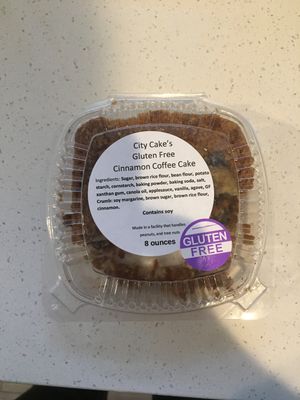 City Cake's
Gluten Free
Cinnamon Coffee Cake
Ingredients: Sugar, brown rice flour, bean flour, potato
starch, cornstarch, baking powder, baking soda, salt,
xanthan gum, canola oil, applesauce, vanilla, agave, GF
Crumb: soy margarine, brown sugar, brown rice flour,
cinnamon.
Contains soy
Made in a facility that handles
peanuts, and tree nuts
8 ounces
GLUTEN
FREE